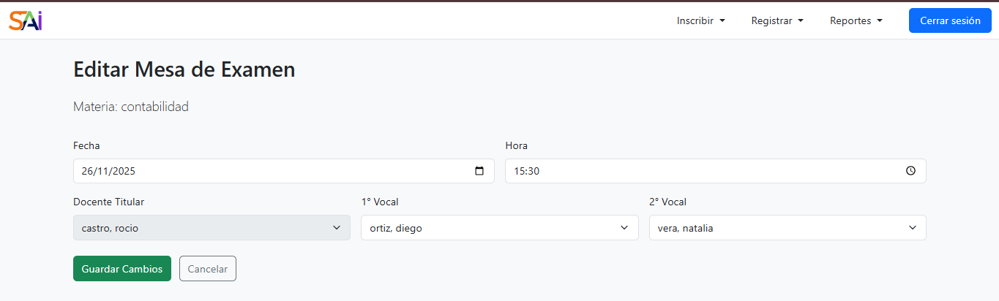 SAi
Inscribir
Registrar
Reportes
Cerrar sesión
Editar Mesa de Examen
Materia: contabilidad
Fecha
Hora
26/11/2025
15:30
Docente Titular
1° Vocal
2° Vocal
castro, rocio
ortiz, diego
vera, natalia
Guardar Cambios
Cancelar